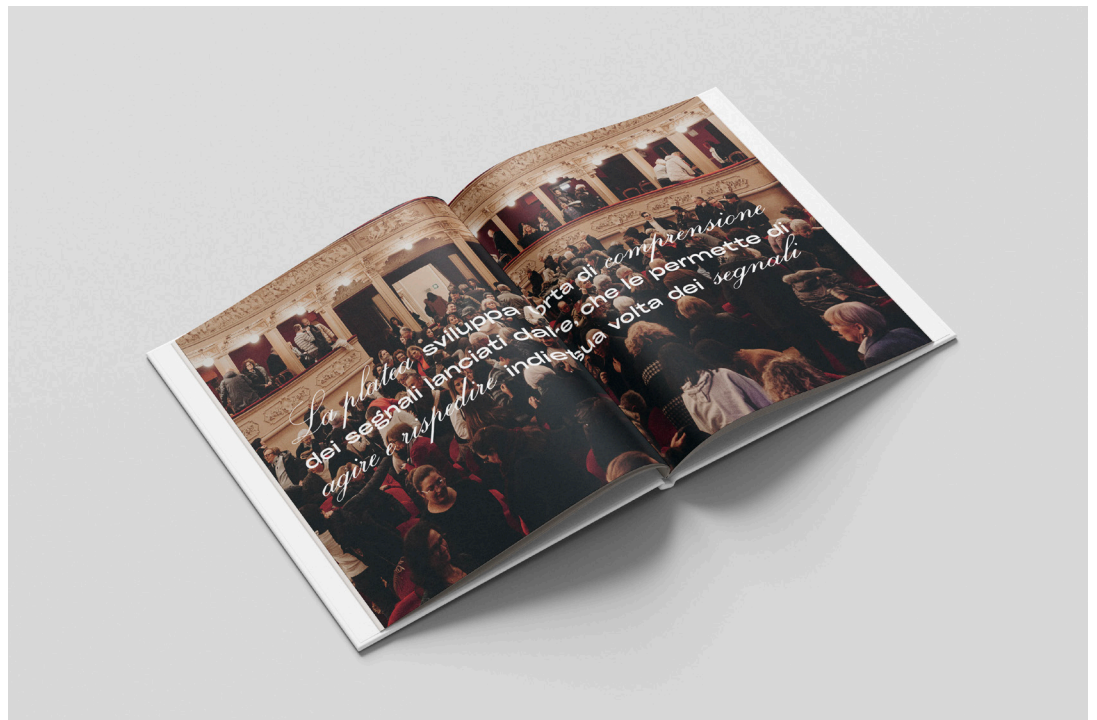 La platea sviluppa di comprensione
dei segnali lanciati che le permette di
agire e rispedire volta dei segnali